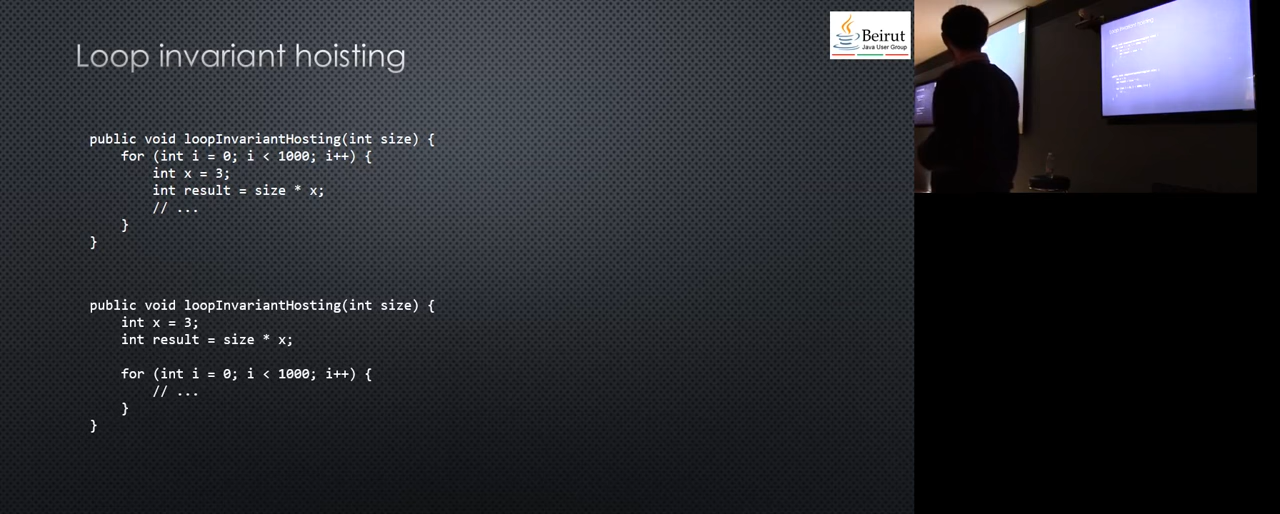 Loop invariant hoisting
Beirut
Java User Group
public void loopInvariantHosting(int size) {
    for (int i = 0; i < 1000; i++) {
        int x = 3;
        int result = size * x;
        // ...
    }
}
public void loopInvariantHosting(int size) {
    int x = 3;
    int result = size * x;
    for (int i = 0; i < 1000; i++) {
        // ...
    }
}